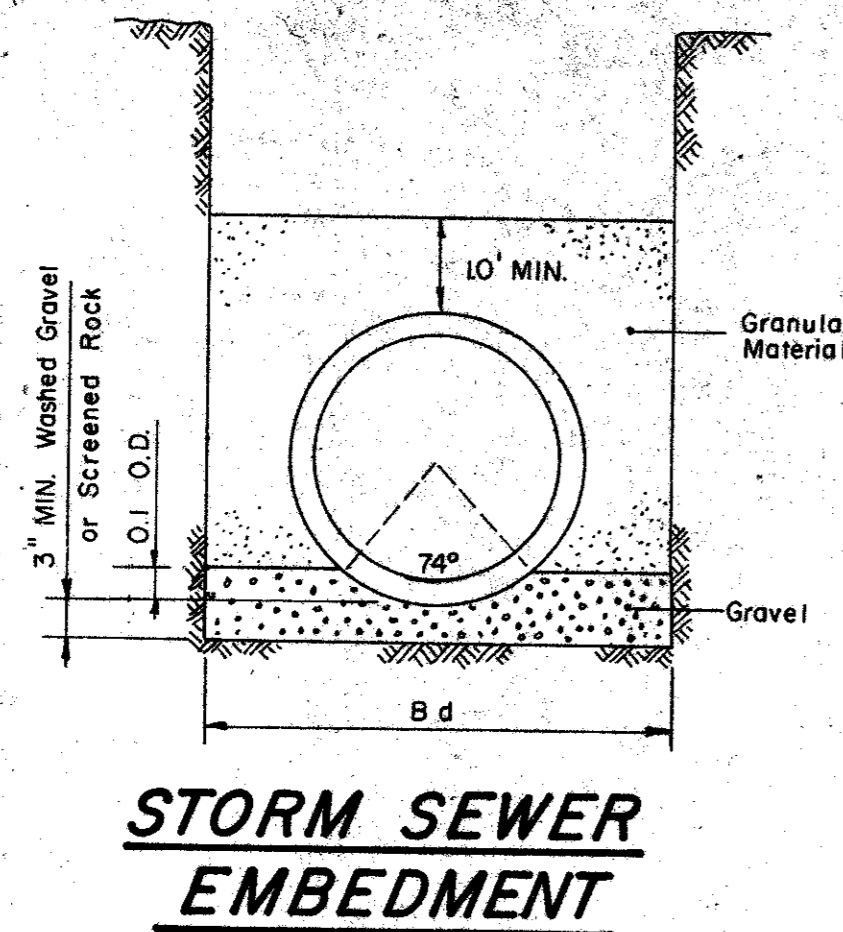 1.0' MIN.
Granula
Material
3" MIN. Washed Gravel
or Screened Rock
0.1 O.D.
74°
Gravel
Bd
STORM SEWER
EMBEDMENT